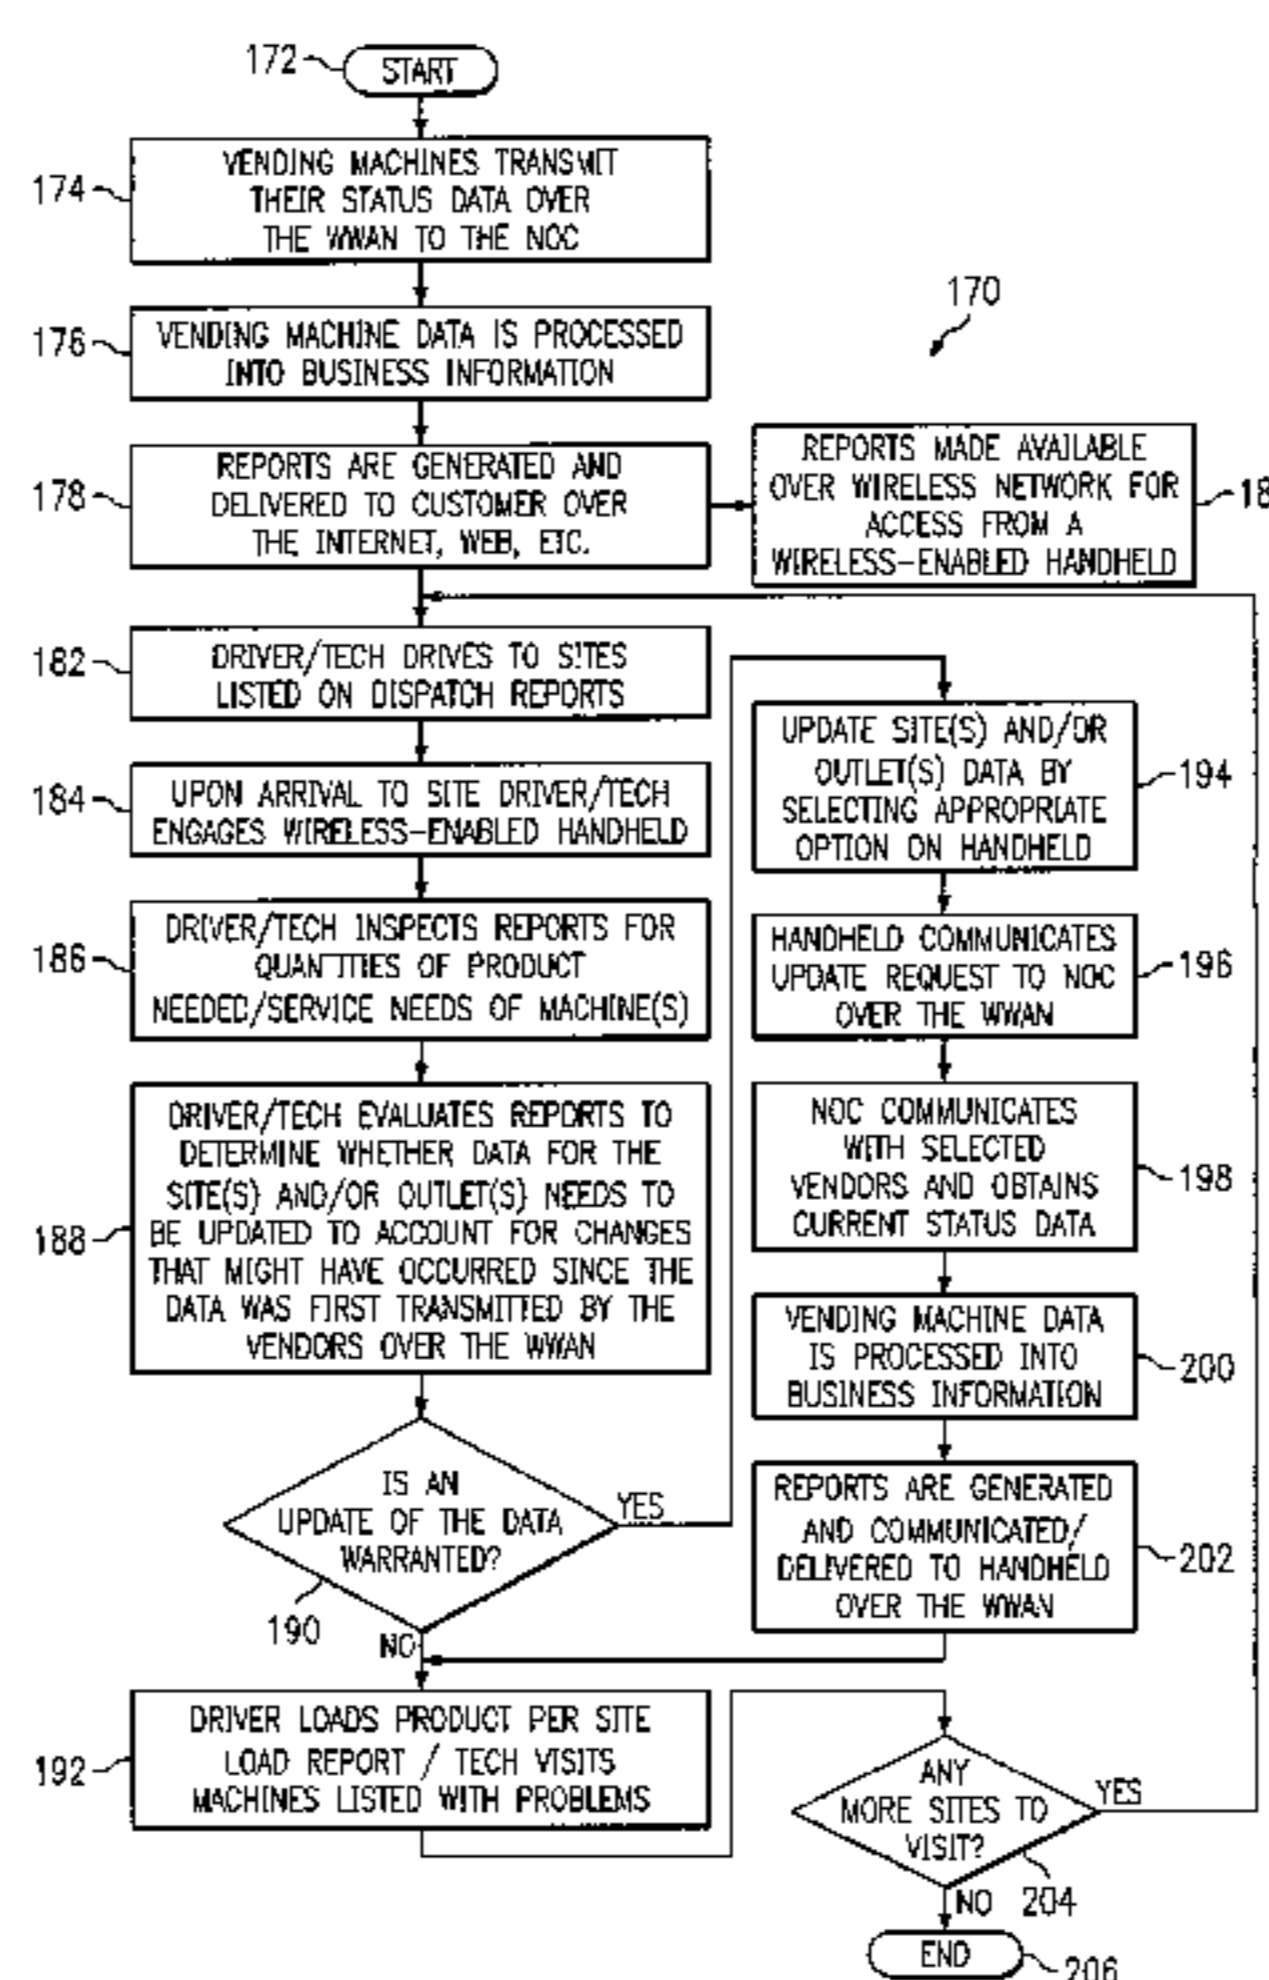 172
START
174
VENDING MACHINES TRANSMIT
THEIR STATUS DATA OVER
THE WWAN TO THE NOC
170
176
VENDING MACHINE DATA IS PROCESSED
INTO BUSINESS INFORMATION
178
REPORTS ARE GENERATED AND
DELIVERED TO CUSTOMER OVER
THE INTERNET, WEB, ETC.
REPORTS MADE AVAILABLE
OVER WIRELESS NETWORK FOR
ACCESS FROM A
WIRELESS-ENABLED HANDHELD
18
182
DRIVER/TECH DRIVES TO SITES
LISTED ON DISPATCH REPORTS
184
UPON ARRIVAL TO SITE DRIVER/TECH
ENGAGES WIRELESS-ENABLED HANDHELD
186
DRIVER/TECH INSPECTS REPORTS FOR
QUANTITIES OF PRODUCT
NEEDED/SERVICE NEEDS OF MACHINE(S)
188
DRIVER/TECH EVALUATES REPORTS TO
DETERMINE WHETHER DATA FOR THE
SITE(S) AND/OR OUTLET(S) NEEDS TO
BE UPDATED TO ACCOUNT FOR CHANGES
THAT MIGHT HAVE OCCURRED SINCE THE
DATA WAS FIRST TRANSMITTED BY THE
VENDORS OVER THE WWAN
IS AN
UPDATE OF THE DATA
WARRANTED?
YES
190
NO
UPDATE SITE(S) AND/OR
OUTLET(S) DATA BY
SELECTING APPROPRIATE
OPTION ON HANDHELD
194
HANDHELD COMMUNICATES
UPDATE REQUEST TO NOC
OVER THE WWAN
196
NOC COMMUNICATES
WITH SELECTED
VENDORS AND OBTAINS
CURRENT STATUS DATA
198
VENDING MACHINE DATA
IS PROCESSED INTO
BUSINESS INFORMATION
200
REPORTS ARE GENERATED
AND COMMUNICATED/
DELIVERED TO HANDHELD
OVER THE WWAN
202
192
DRIVER LOADS PRODUCT PER SITE
LOAD REPORT / TECH VISITS
MACHINES LISTED WITH PROBLEMS
ANY
MORE SITES TO
VISIT?
YES
204
NO
END
206